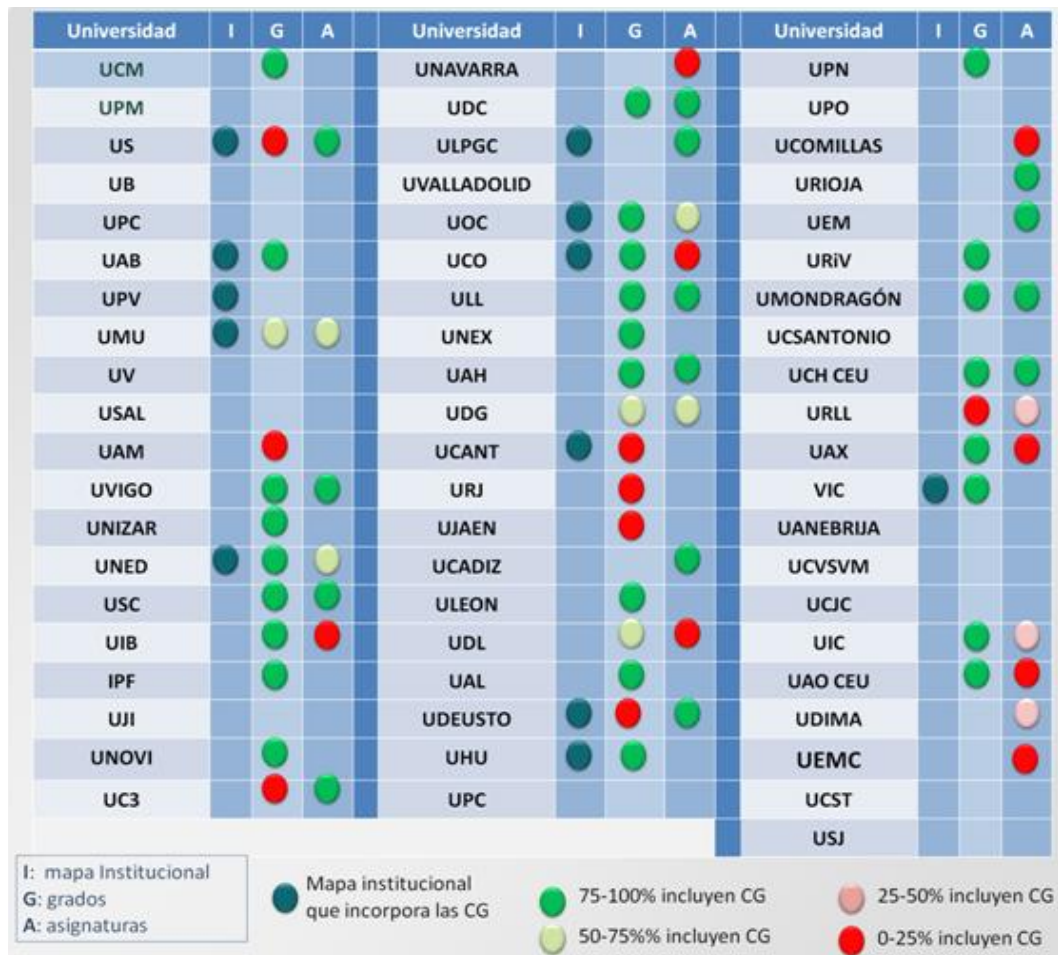 Universidad I G A Universidad I G A Universidad I G A
UCM UNAVARRA UPN
UPM UDC UPO
US ULPGC UCOMILLAS
UB UVALLADOLID URIOJA
UPC UOC UEM
UAB UCO URiV
UPV ULL UMONDRAGÓN
UMU UNEX UCSANTONIO
UV UAH UCH CEU
USAL UDG URLL
UAM UCANT UAX
UVIGO URJ VIC
UNIZAR UJAEN UANEBRIJA
UNED UCADIZ UCVSVM
USC ULEON UCJC
UIB UDL UIC
IPF UAL UAO CEU
UJI UDEUSTO UDIMA
UNOVI UHU UEMC
UC3 UPC UCST
USJ
I: mapa Institucional
G: grados
A: asignaturas
Mapa institucional
que incorpora las CG
75-100% incluyen CG
50-75%% incluyen CG
25-50% incluyen CG
0-25% incluyen CG